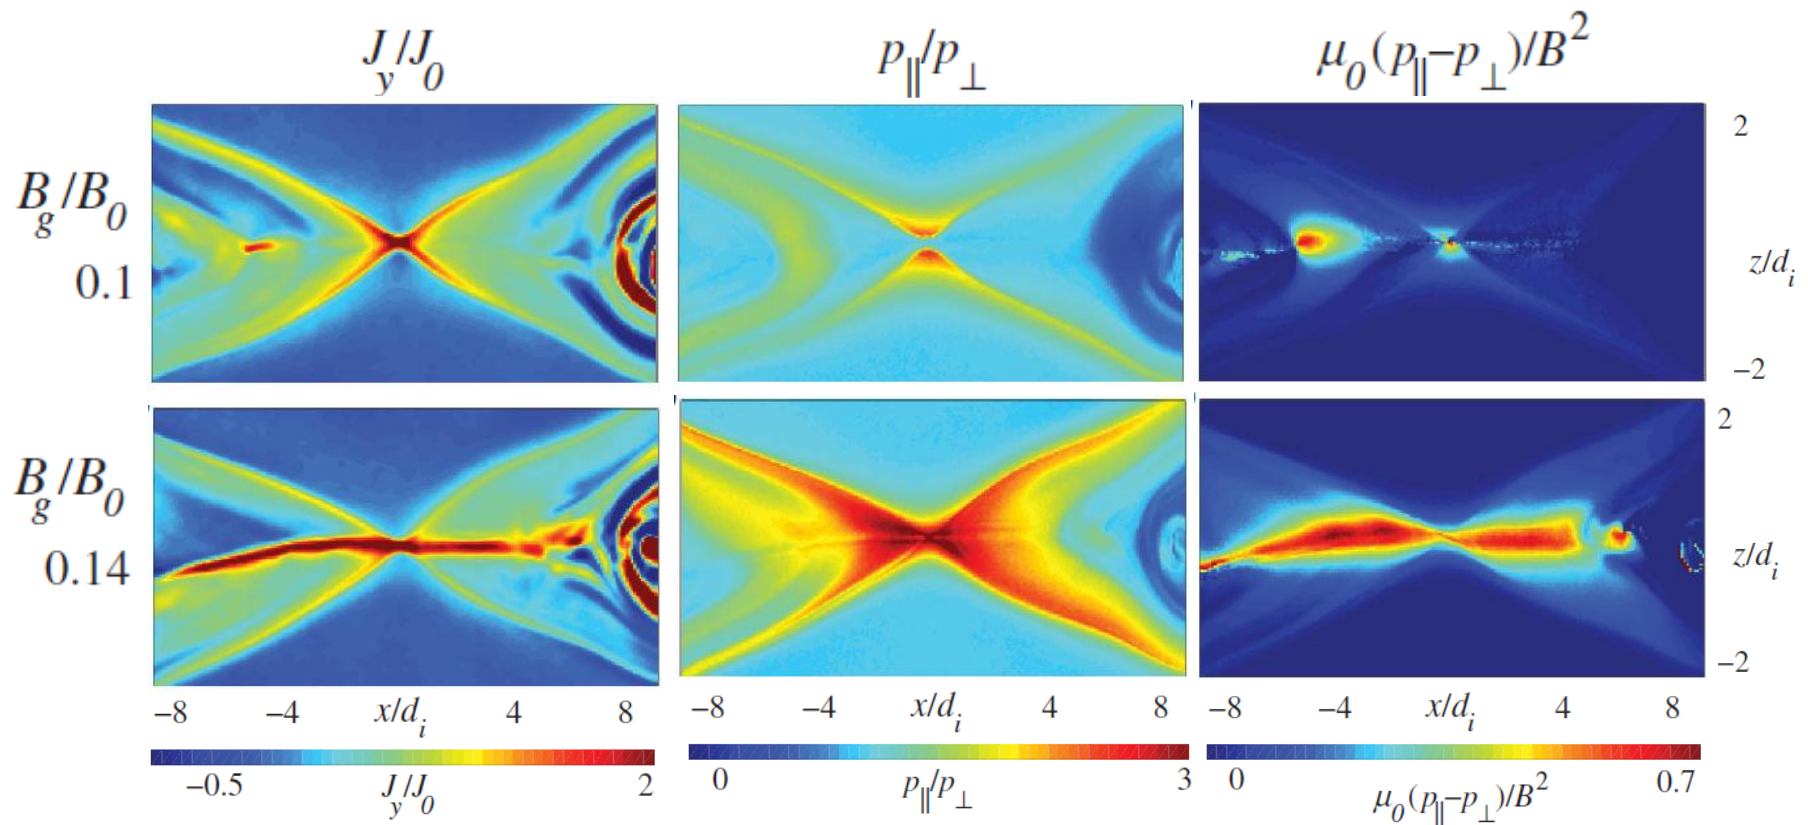 J_y/J_0 p_∥/p_⊥ μ_0(p_∥−p_⊥)/B^2
B_g/B_0
0.1
2
z/d_i
−2
B_g/B_0
0.14
2
z/d_i
−2
−8 −4 x/d_i 4 8 −8 −4 x/d_i 4 8 −8 −4 x/d_i 4 8
−0.5 J_y/J_0 2 0 p_∥/p_⊥ 3 0 μ_0(p_∥−p_⊥)/B^2 2 0.7